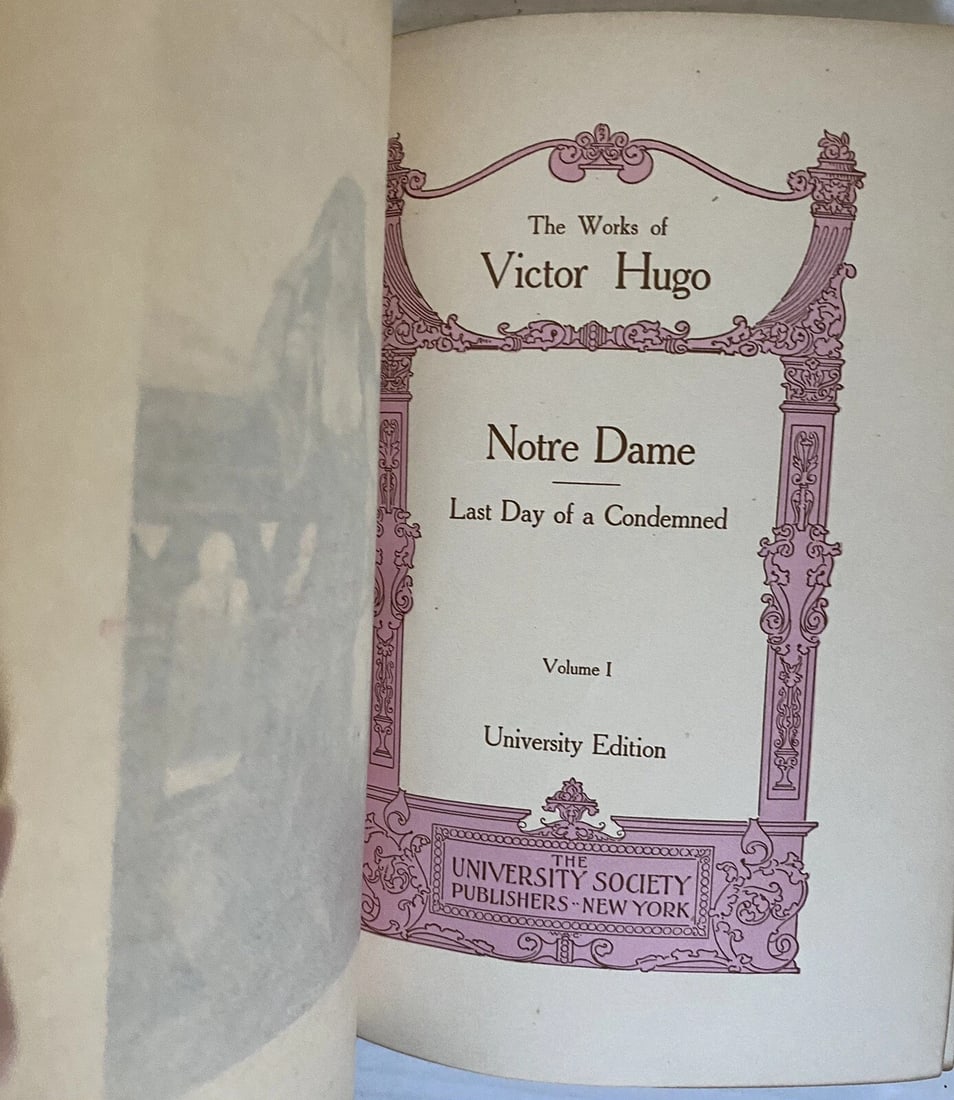 The Works of
Victor Hugo
Notre Dame
Last Day of a Condemned
Volume I
University Edition
THE
UNIVERSITY SOCIETY
PUBLISHERS·· NEW YORK